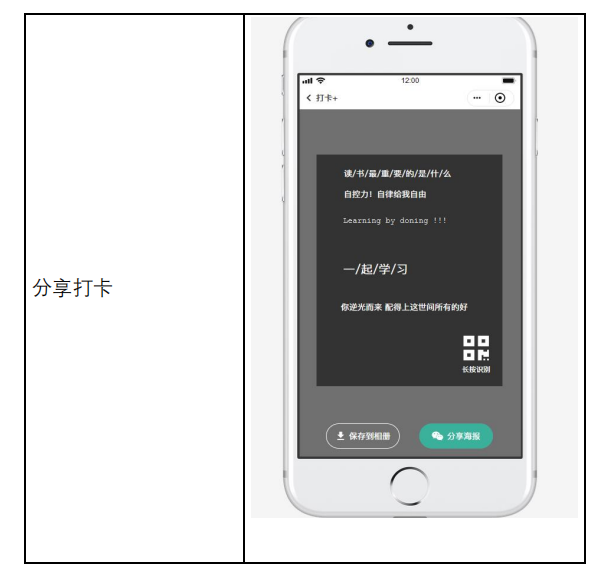 分享打卡
12:00
打卡+
读/书/最/重/要/的/是/什/么
自控力！自律给我自由
Learning by doning !!!
一/起/学/习
你逆光而来 配得上这世间所有的好
长按识别
保存到相册
分享海报